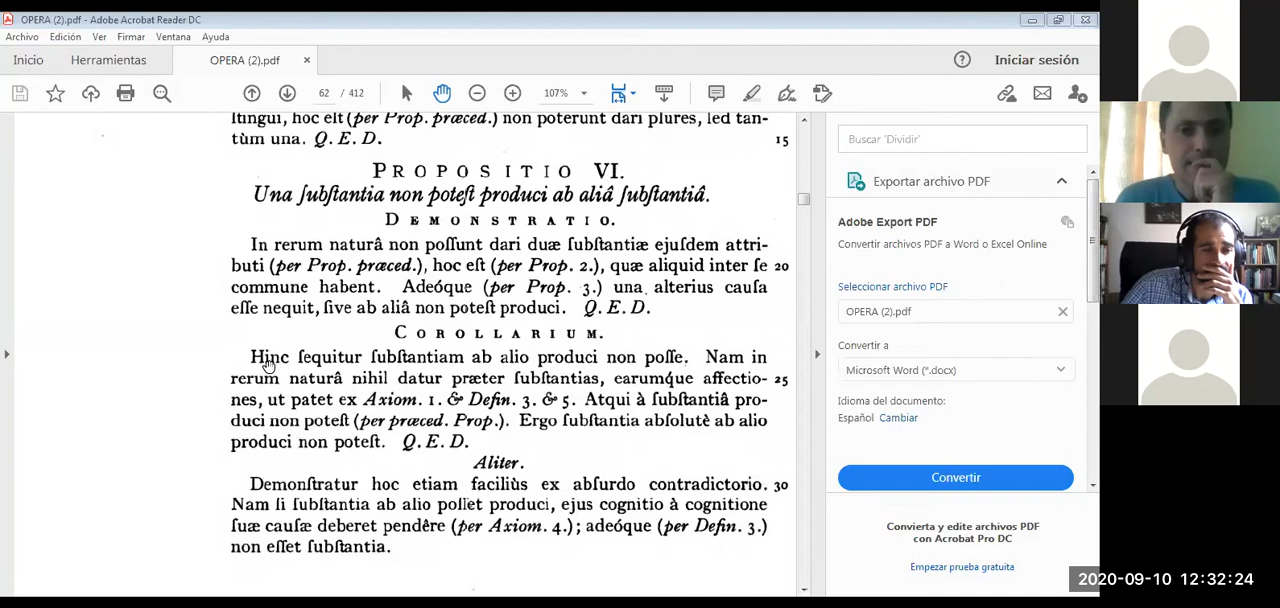 OPERA (2).pdf - Adobe Acrobat Reader DC
Archivo Edición Ver Firmar Ventana Ayuda
Inicio Herramientas OPERA (2).pdf × Iniciar sesión
62 / 412 107%
ſtingui, hoc eſt (per Prop. præced.) non poterunt dari plures, ſed tan-
tùm una. Q. E. D. 15
PROPOSITIO VI.
Una ſubſtantia non poteſt produci ab aliâ ſubſtantiâ.
DEMONSTRATIO.
In rerum naturâ non poſſunt dari duæ ſubſtantiæ ejuſdem attri-
buti (per Prop. præced.), hoc eſt (per Prop. 2.), quæ aliquid inter ſe 20
commune habent. Adeóque (per Prop. 3.) una alterius cauſa
eſſe nequit, ſive ab aliâ non poteſt produci. Q. E. D.
COROLLARIUM.
Hinc ſequitur ſubſtantiam ab alio produci non poſſe. Nam in
rerum naturâ nihil datur præter ſubſtantias, earumq́ue affectio- 25
nes, ut patet ex Axiom. 1. & Defin. 3. & 5. Atqui à ſubſtantiâ pro-
duci non poteſt (per præced. Prop.). Ergo ſubſtantia abſolutè ab alio
produci non poteſt. Q. E. D.
Aliter.
Demonſtratur hoc etiam faciliùs ex abſurdo contradictorio. 30
Nam ſi ſubſtantia ab alio poſſet produci, ejus cognitio à cognitione
ſuæ cauſæ deberet pendêre (per Axiom. 4.); adeóque (per Defin. 3.)
non eſſet ſubſtantia.
Buscar 'Dividir'
Exportar archivo PDF
Adobe Export PDF
Convertir archivos PDF a Word o Excel Online
Seleccionar archivo PDF
OPERA (2).pdf
Convertir a
Microsoft Word (*.docx)
Idioma del documento:
Español Cambiar
Convertir
Convierta y edite archivos PDF
con Acrobat Pro DC
Empezar prueba gratuita
2020-09-10 12:32:24